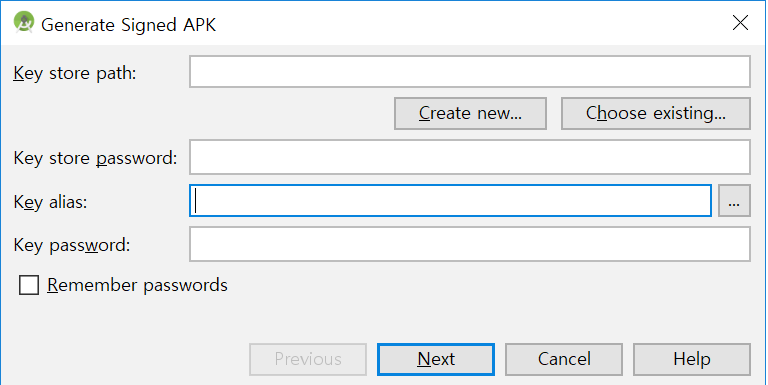 Generate Signed APK
Key store path:
Create new... Choose existing...
Key store password:
Key alias: ...
Key password:
Remember passwords
Previous Next Cancel Help